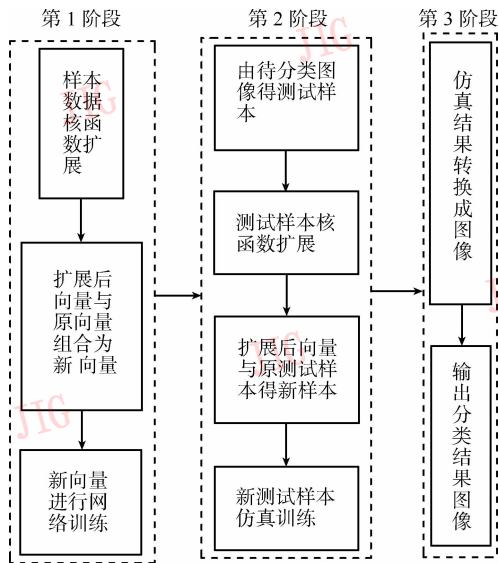 第 1 阶段
样本
数据
核函
数扩
展
扩展后
向量与
原向量
组合为
新 向量
新向量
进行网
络训练
第 2 阶段
由待分类图
像得测试样
本
测试样本核
函数扩展
扩展后向量
与原测试样
本得新样本
新测试样本
仿真训练
第 3 阶段
仿真结果转换成图像
输出分类结果图像
JIG
JIG
JIG
JIG